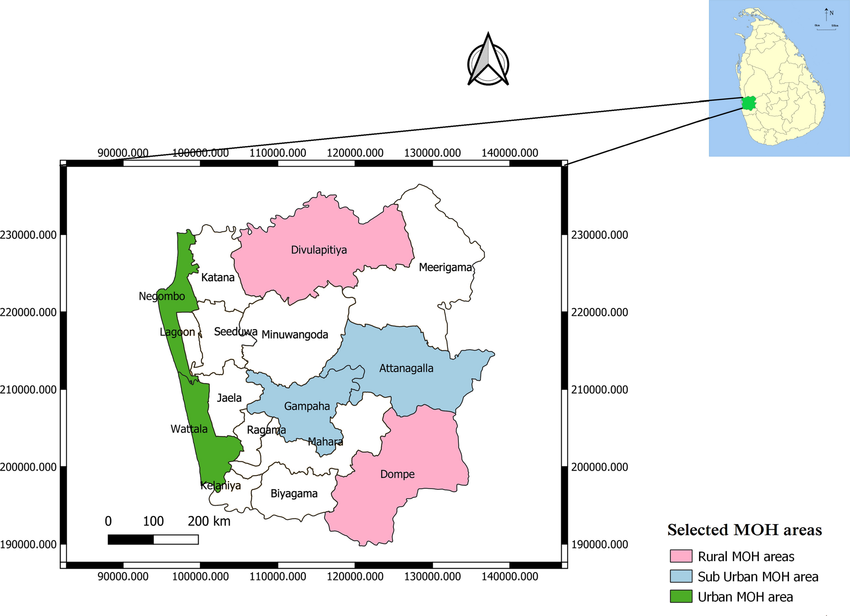 N
90000.000 100000.000 110000.000 120000.000 130000.000 140000.000
230000.000 230000.000
Divulapitiya
Meerigama
Katana
Negombo
220000.000 220000.000
Lagoon Seeduwa Minuwangoda
Attanagalla
210000.000 210000.000
Jaela
Gampaha
Wattala Ragama
Mahara
200000.000 200000.000
Dompe
Kelaniya
Biyagama
0 100 200 km
190000.000 190000.000
90000.000 100000.000 110000.000 120000.000 130000.000 140000.000
Selected MOH areas
Rural MOH areas
Sub Urban MOH area
Urban MOH area